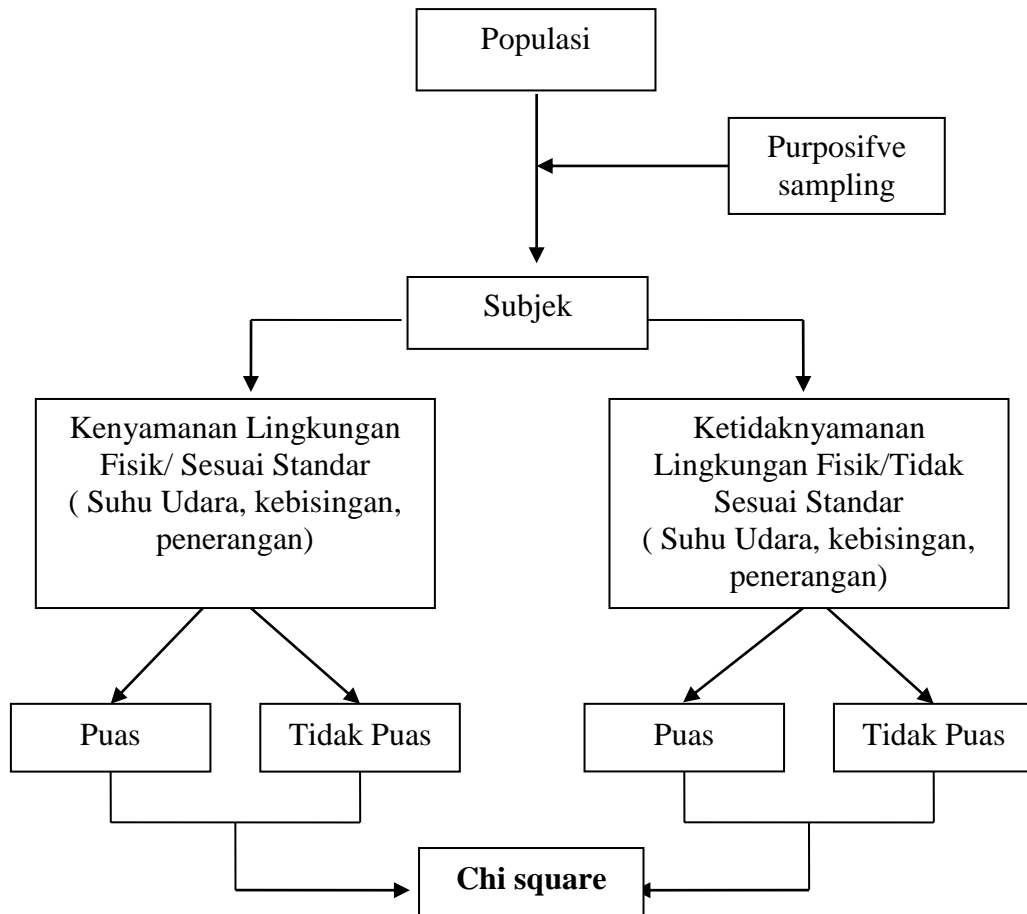 Populasi
Purposifve
sampling
Subjek
Kenyamanan Lingkungan
Fisik/ Sesuai Standar
( Suhu Udara, kebisingan,
penerangan)
Ketidaknyamanan
Lingkungan Fisik/Tidak
Sesuai Standar
( Suhu Udara, kebisingan,
penerangan)
Puas
Tidak Puas
Puas
Tidak Puas
Chi square